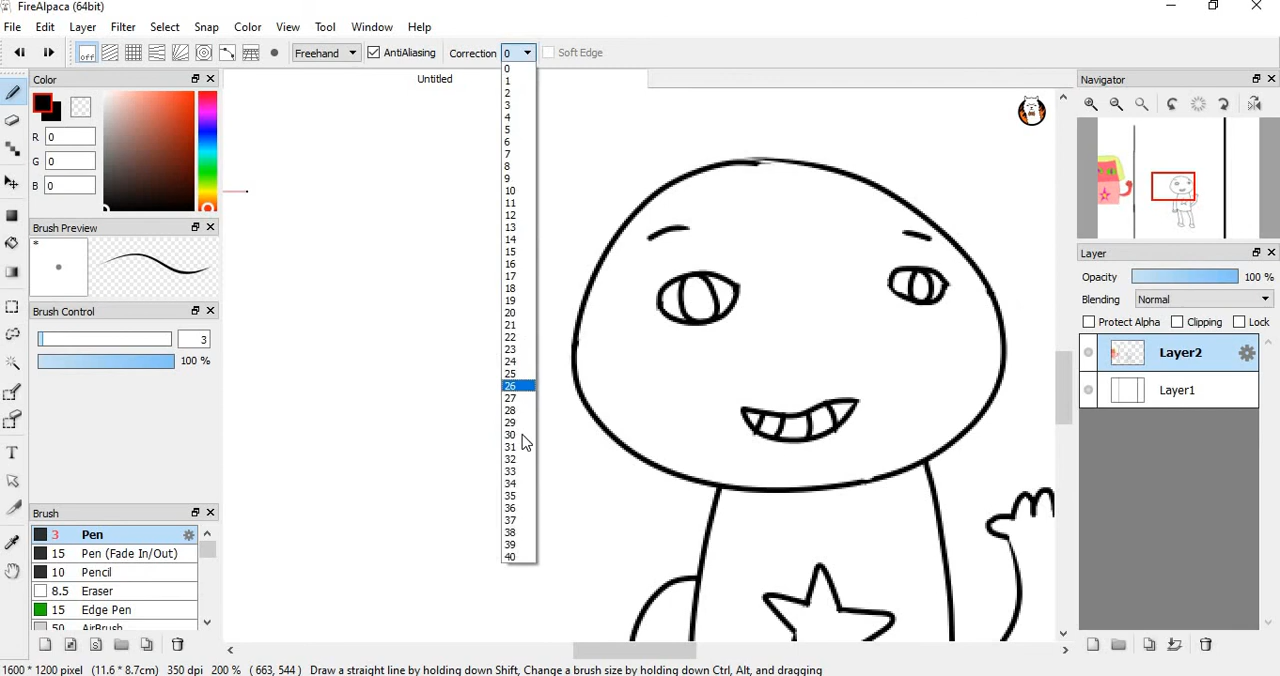 FireAlpaca (64bit)
File Edit Layer Filter Select Snap Color View Tool Window Help
off Freehand AntiAliasing Correction 0 Soft Edge
Color
R 0
G 0
B 0
Brush Preview
*
Brush Control
3
100 %
Brush
3 Pen
15 Pen (Fade In/Out)
10 Pencil
8.5 Eraser
15 Edge Pen
50 AirBrush
Untitled
0
1
2
3
4
5
6
7
8
9
10
11
12
13
14
15
16
17
18
19
20
21
22
23
24
25
26
27
28
29
30
31
32
33
34
35
36
37
38
39
40
Navigator
Layer
Opacity 100 %
Blending Normal
Protect Alpha Clipping Lock
Layer2
Layer1
1600 * 1200 pixel (11.6 * 8.7cm) 350 dpi 200 % ( 663, 544 ) Draw a straight line by holding down Shift, Change a brush size by holding down Ctrl, Alt, and dragging